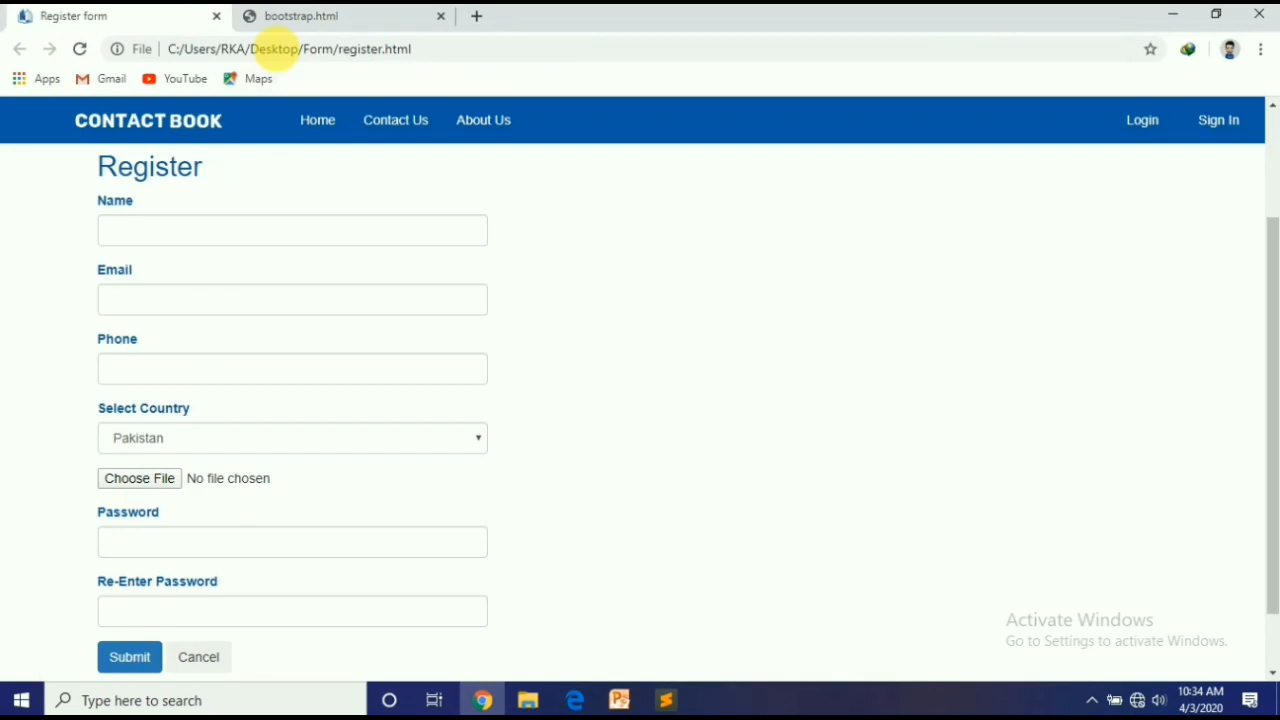 Register form
bootstrap.html
File C:/Users/RKA/Desktop/Form/register.html
Apps Gmail YouTube Maps
CONTACT BOOK Home Contact Us About Us Login Sign In
Register
Name
Email
Phone
Select Country
Pakistan
Choose File No file chosen
Password
Re-Enter Password
Submit Cancel
Activate Windows
Go to Settings to activate Windows.
Type here to search
10:34 AM
4/3/2020